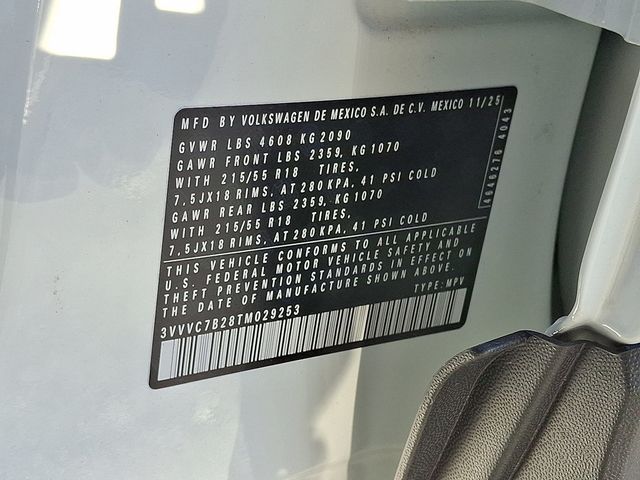 MFD BY VOLKSWAGEN DE MEXICO S.A. DE C.V. MEXICO 11/25
GVWR LBS 4608 KG 2090
GAWR FRONT LBS 2359, KG 1070
WITH 215/55 R18 TIRES,
7.5JX18 RIMS, AT 280KPA, 41 PSI COLD
GAWR REAR LBS 2359, KG 1070
WITH 215/55 R18 TIRES,
7.5JX18 RIMS, AT 280KPA, 41 PSI COLD
THIS VEHICLE CONFORMS TO ALL APPLICABLE
U.S. FEDERAL MOTOR VEHICLE SAFETY AND
THEFT PREVENTION STANDARDS IN EFFECT ON
THE DATE OF MANUFACTURE SHOWN ABOVE.
TYPE: MPV
3VVVC7B28TM029253
4646276 4043